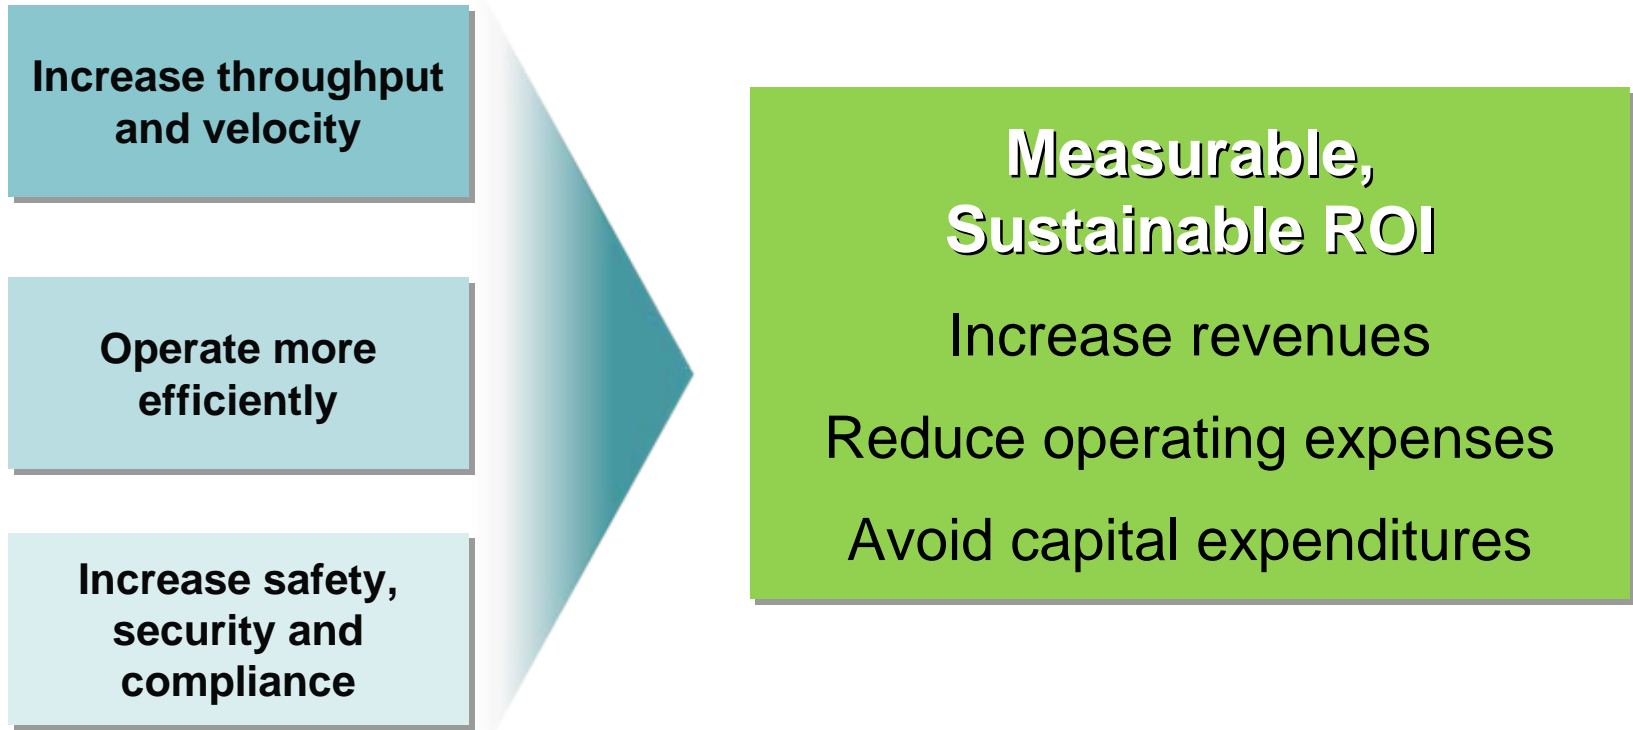 Increase throughput
and velocity
Operate more
efficiently
Increase safety,
security and
compliance
Measurable,
Sustainable ROI
Increase revenues
Reduce operating expenses
Avoid capital expenditures